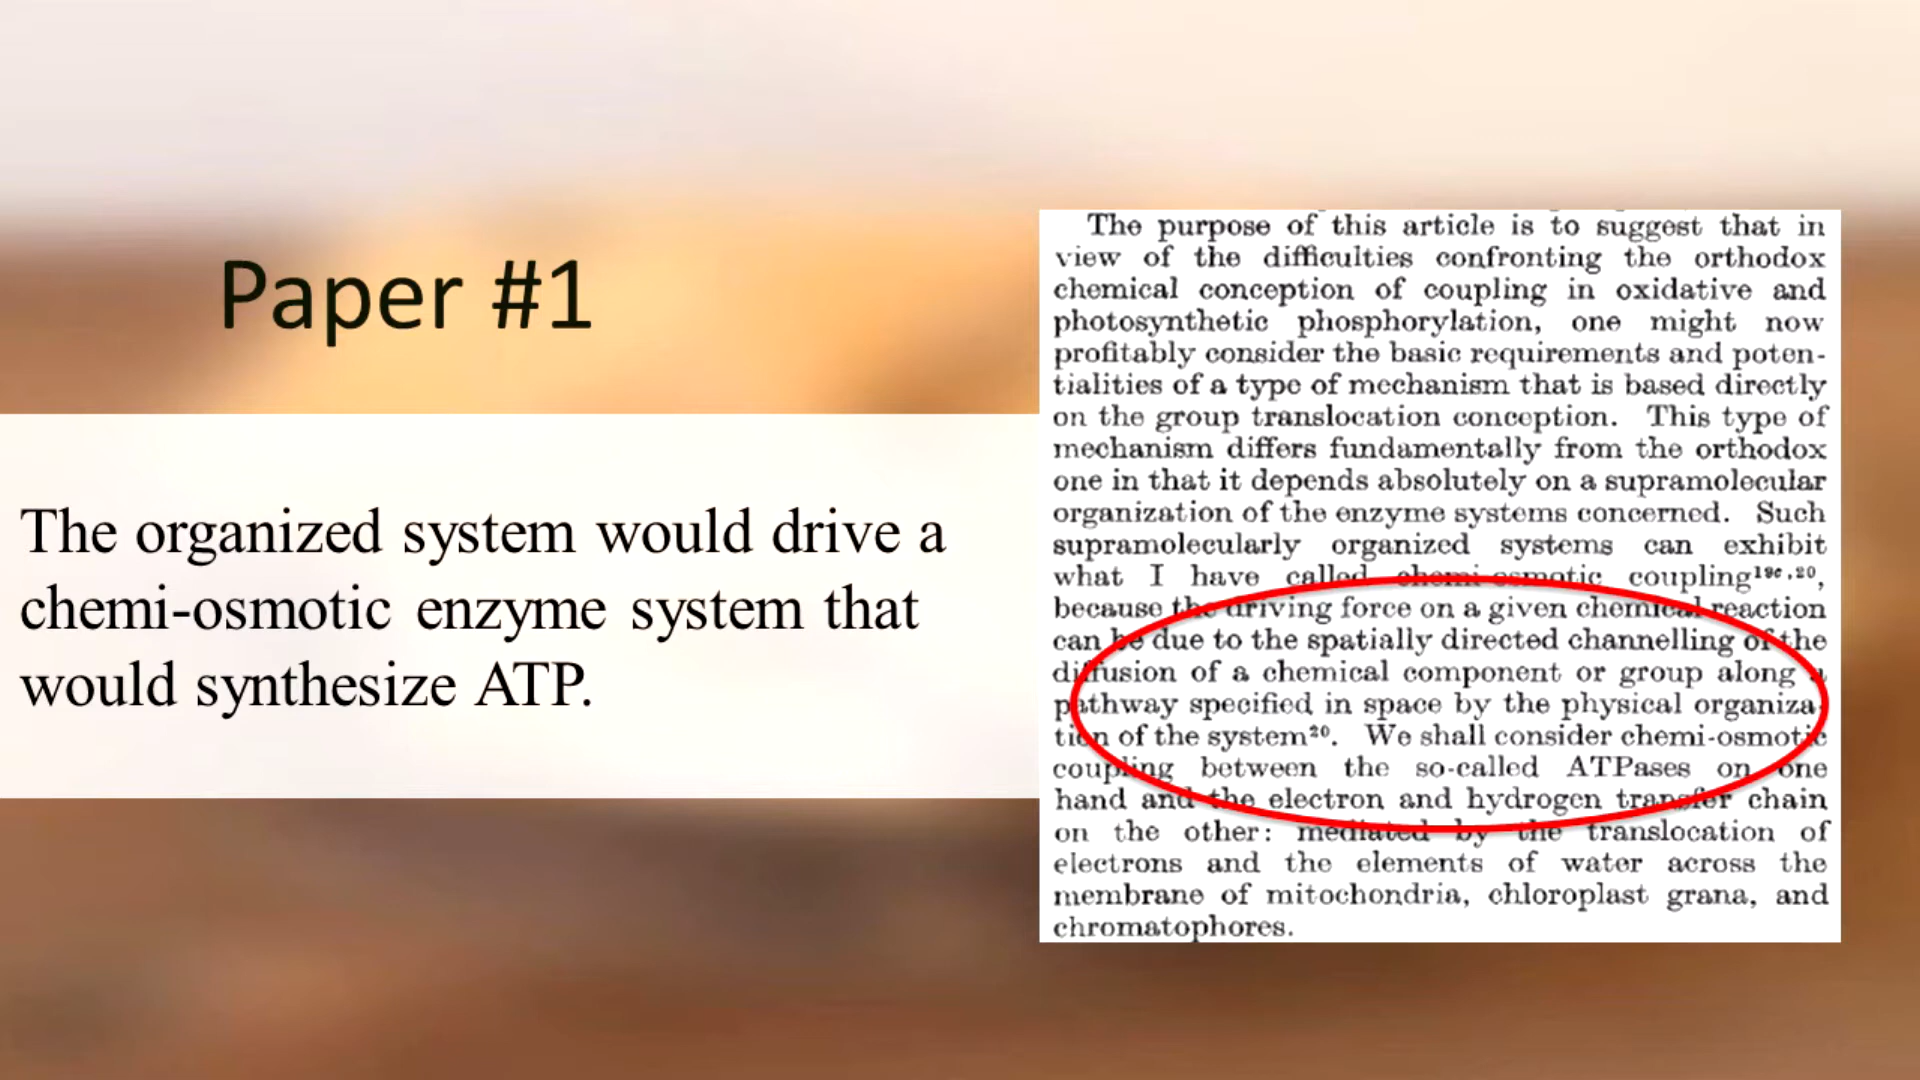 Paper #1
The organized system would drive a
chemi-osmotic enzyme system that
would synthesize ATP.
The purpose of this article is to suggest that in
view of the difficulties confronting the orthodox
chemical conception of coupling in oxidative and
photosynthetic phosphorylation, one might now
profitably consider the basic requirements and poten-
tialities of a type of mechanism that is based directly
on the group translocation conception. This type of
mechanism differs fundamentally from the orthodox
one in that it depends absolutely on a supramolecular
organization of the enzyme systems concerned. Such
supramolecularly organized systems can exhibit
what I have called chemi-osmotic coupling¹⁹ᶜ,²⁰,
because the driving force on a given chemical reaction
can be due to the spatially directed channelling of the
diffusion of a chemical component or group along a
pathway specified in space by the physical organiza-
tion of the system²⁰. We shall consider chemi-osmotic
coupling between the so-called ATPases on one
hand and the electron and hydrogen transfer chain
on the other: mediated by the translocation of
electrons and the elements of water across the
membrane of mitochondria, chloroplast grana, and
chromatophores.